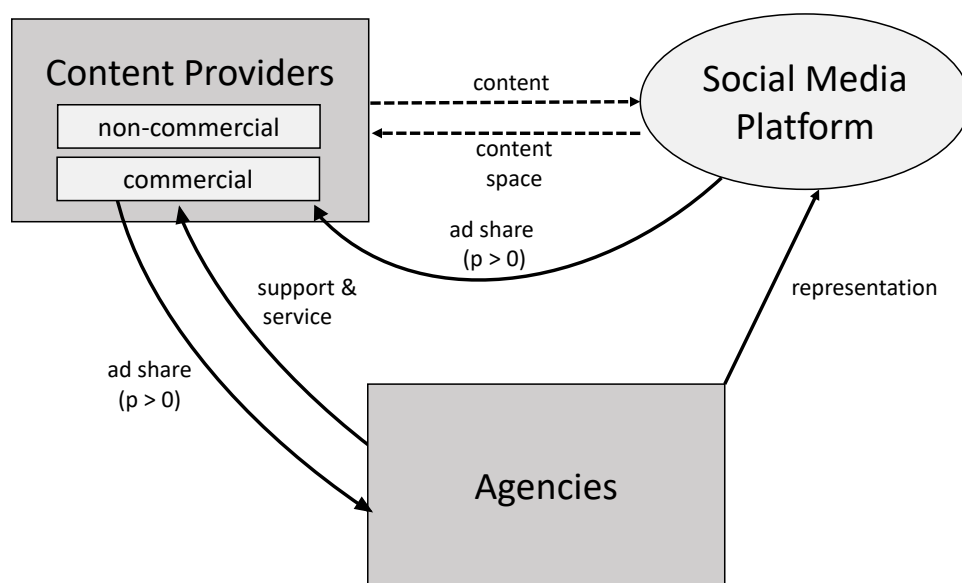 Content Providers
non-commercial
commercial
content
content
space
Social Media
Platform
ad share
(p > 0)
support &
service
representation
ad share
(p > 0)
Agencies